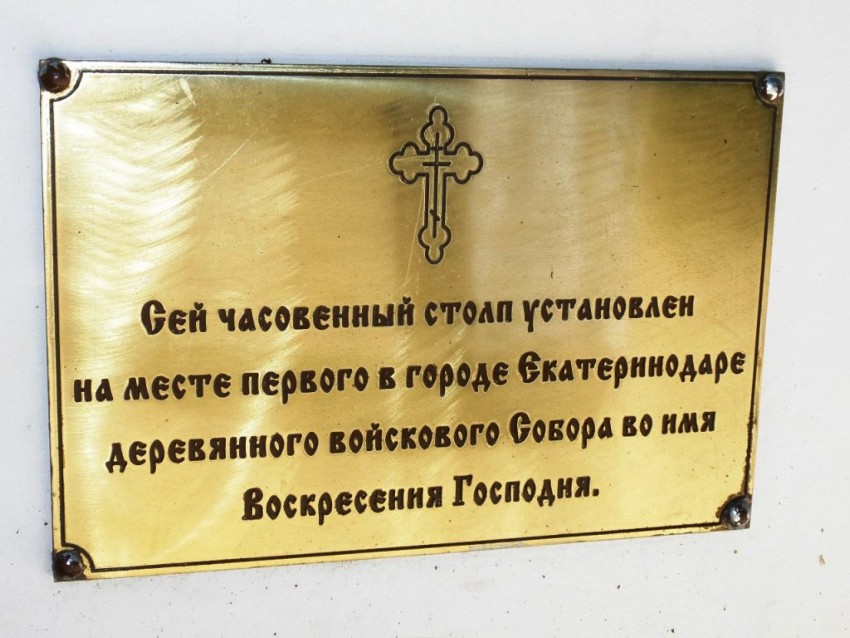 Сей часовенный столп установлен
на месте первого в городе Екатеринодаре
деревянного войскового Собора во имя
Воскресения Господня.